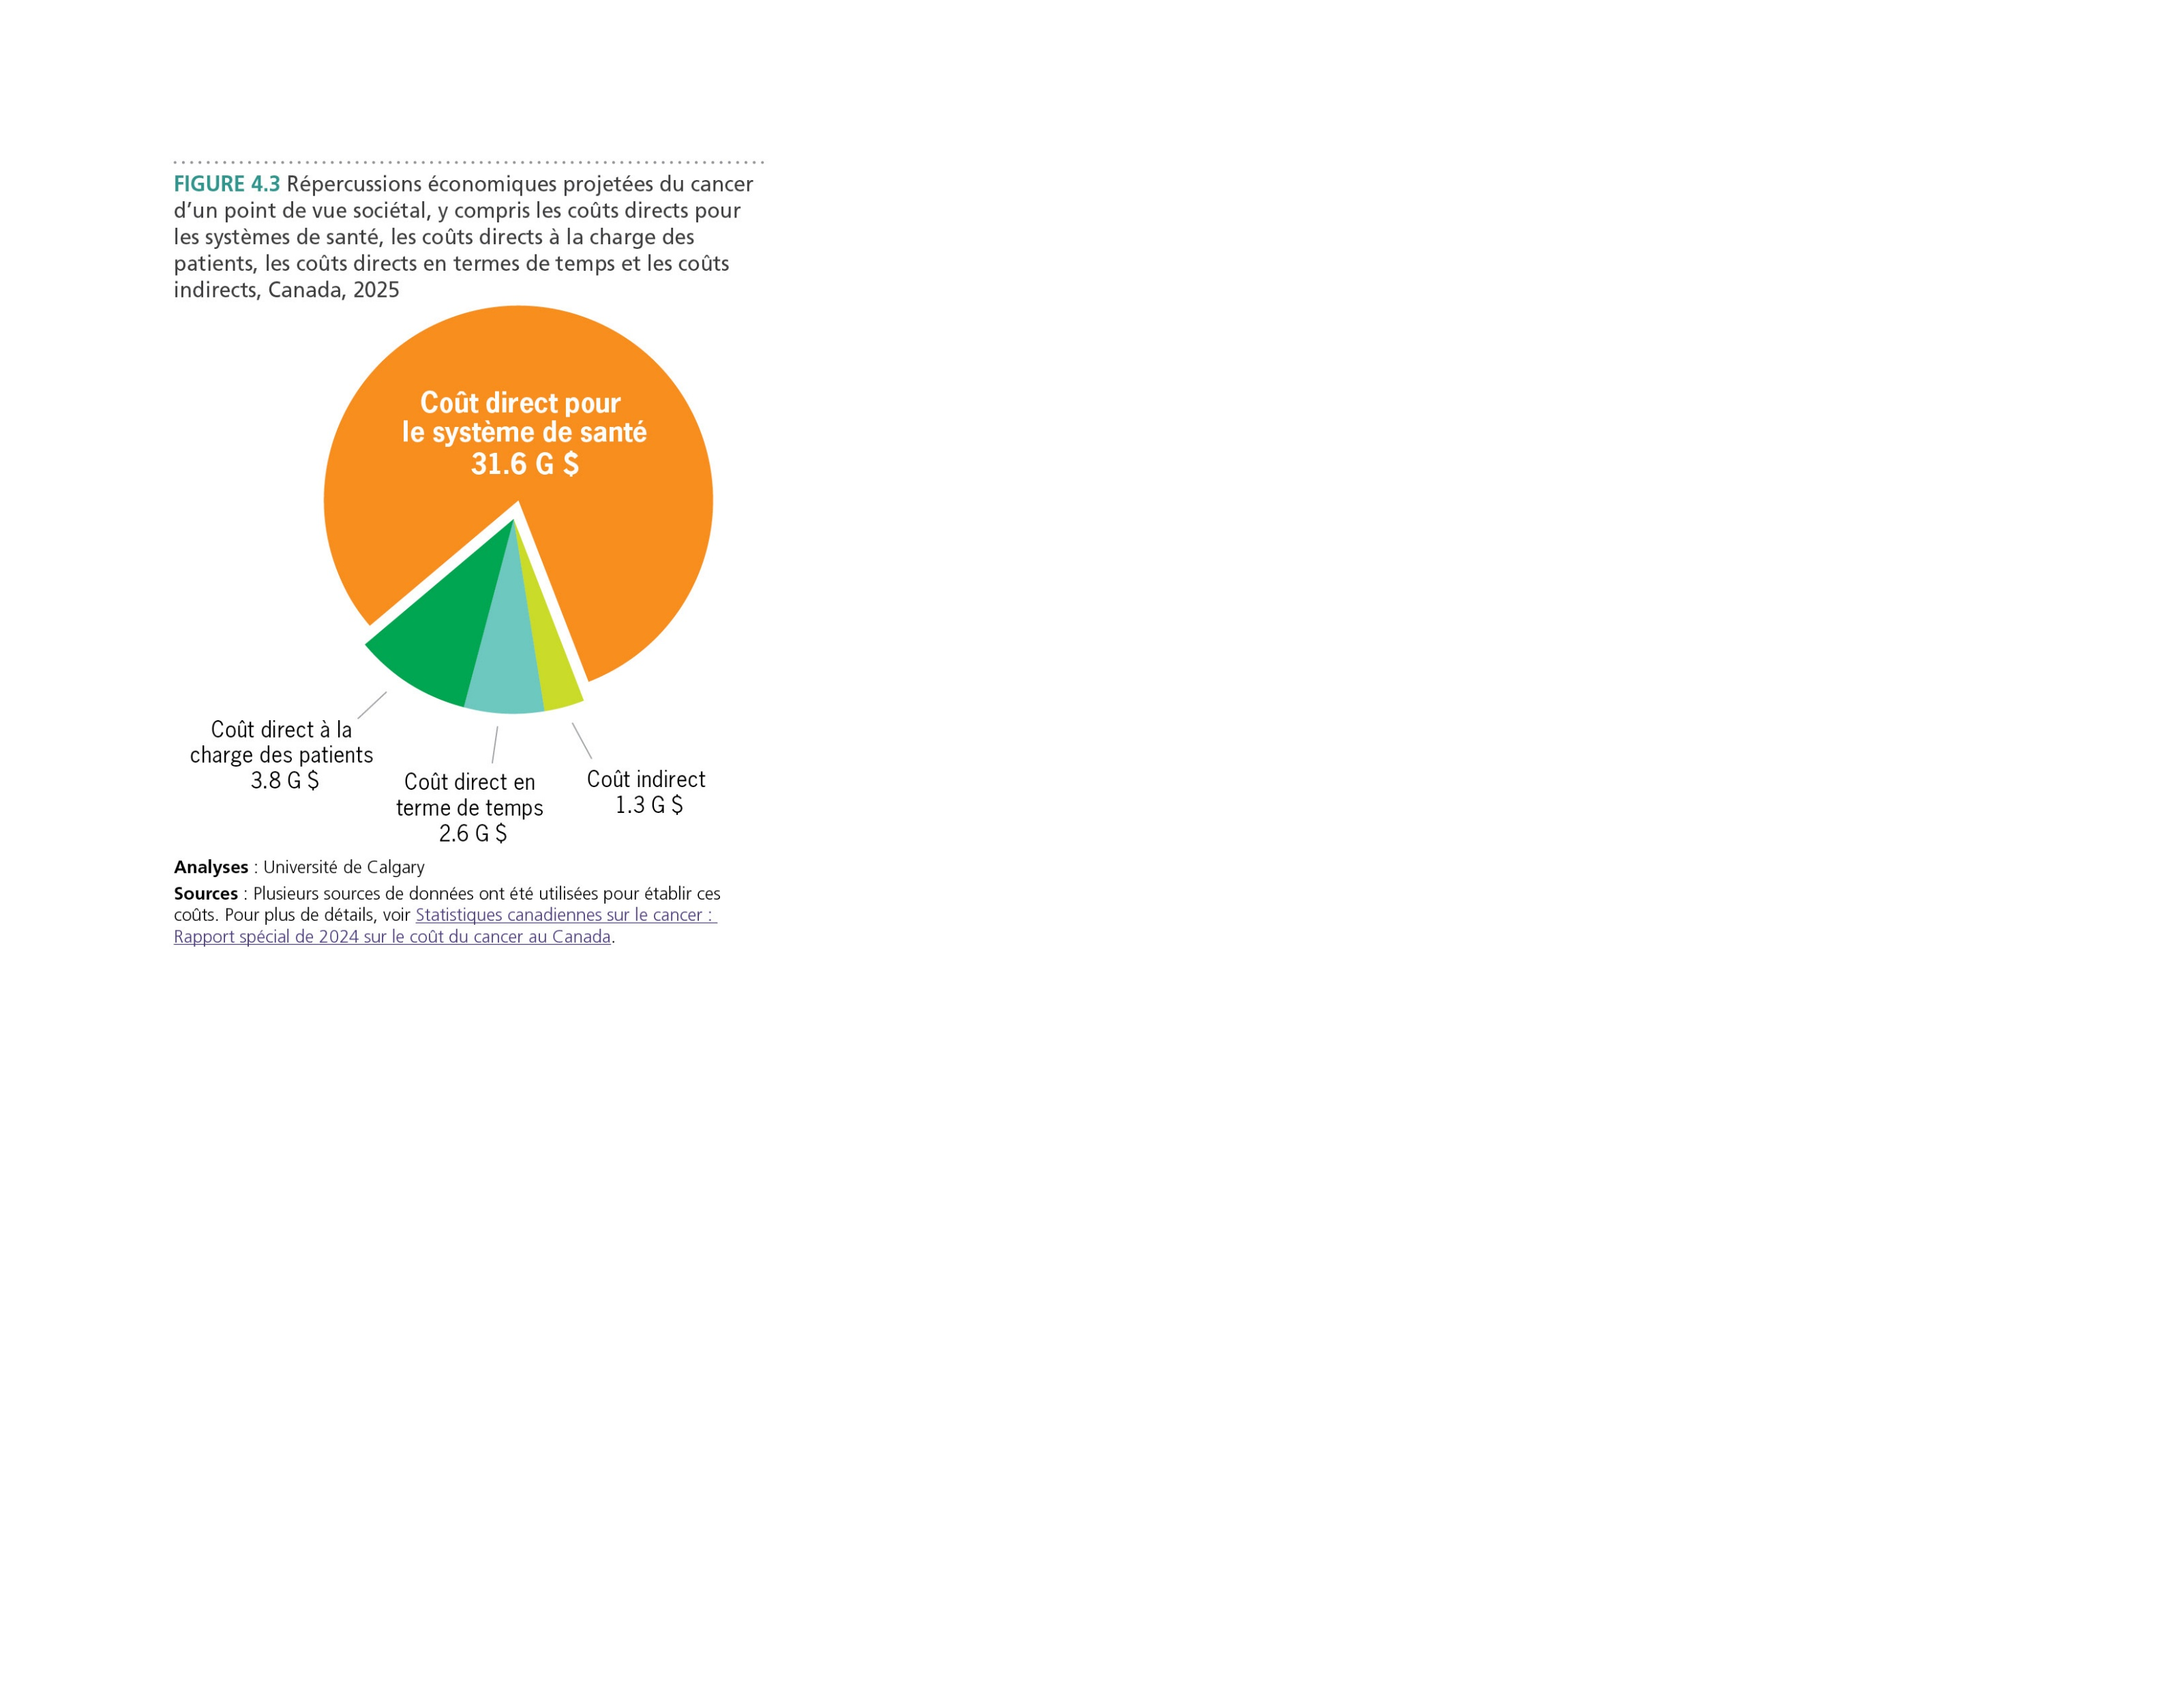 FIGURE 4.3 Répercussions économiques projetées du cancer
d’un point de vue sociétal, y compris les coûts directs pour
les systèmes de santé, les coûts directs à la charge des
patients, les coûts directs en termes de temps et les coûts
indirects, Canada, 2025
Coût direct pour
le système de santé
31.6 G $
Coût direct à la
charge des patients
3.8 G $
Coût direct en
terme de temps
2.6 G $
Coût indirect
1.3 G $
Analyses : Université de Calgary
Sources : Plusieurs sources de données ont été utilisées pour établir ces
coûts. Pour plus de détails, voir Statistiques canadiennes sur le cancer :
Rapport spécial de 2024 sur le coût du cancer au Canada.